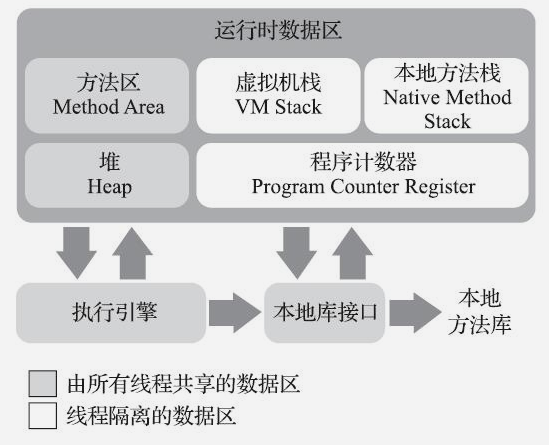 运行时数据区
方法区
Method Area
虚拟机栈
VM Stack
本地方法栈
Native Method
Stack
堆
Heap
程序计数器
Program Counter Register
执行引擎
本地库接口
本地
方法库
由所有线程共享的数据区
线程隔离的数据区